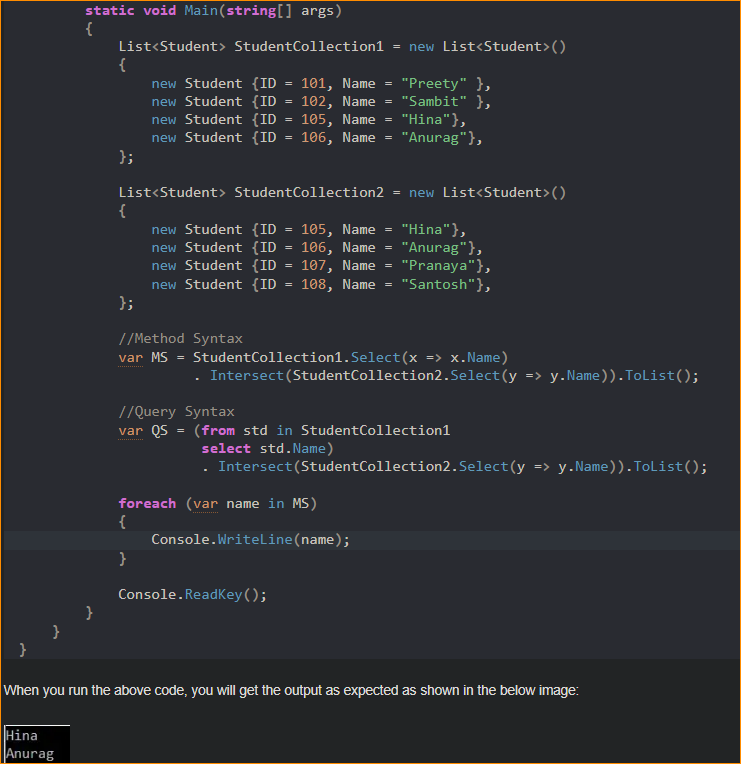 static void Main(string[] args)
{
List<Student> StudentCollection1 = new List<Student>()
{
new Student {ID = 101, Name = "Preety" },
new Student {ID = 102, Name = "Sambit" },
new Student {ID = 105, Name = "Hina"},
new Student {ID = 106, Name = "Anurag"},
};
List<Student> StudentCollection2 = new List<Student>()
{
new Student {ID = 105, Name = "Hina"},
new Student {ID = 106, Name = "Anurag"},
new Student {ID = 107, Name = "Pranaya"},
new Student {ID = 108, Name = "Santosh"},
};
//Method Syntax
var MS = StudentCollection1.Select(x => x.Name)
. Intersect(StudentCollection2.Select(y => y.Name)).ToList();
//Query Syntax
var QS = (from std in StudentCollection1
select std.Name)
. Intersect(StudentCollection2.Select(y => y.Name)).ToList();
foreach (var name in MS)
{
Console.WriteLine(name);
}
Console.ReadKey();
}
}
}
When you run the above code, you will get the output as expected as shown in the below image:
Hina
Anurag